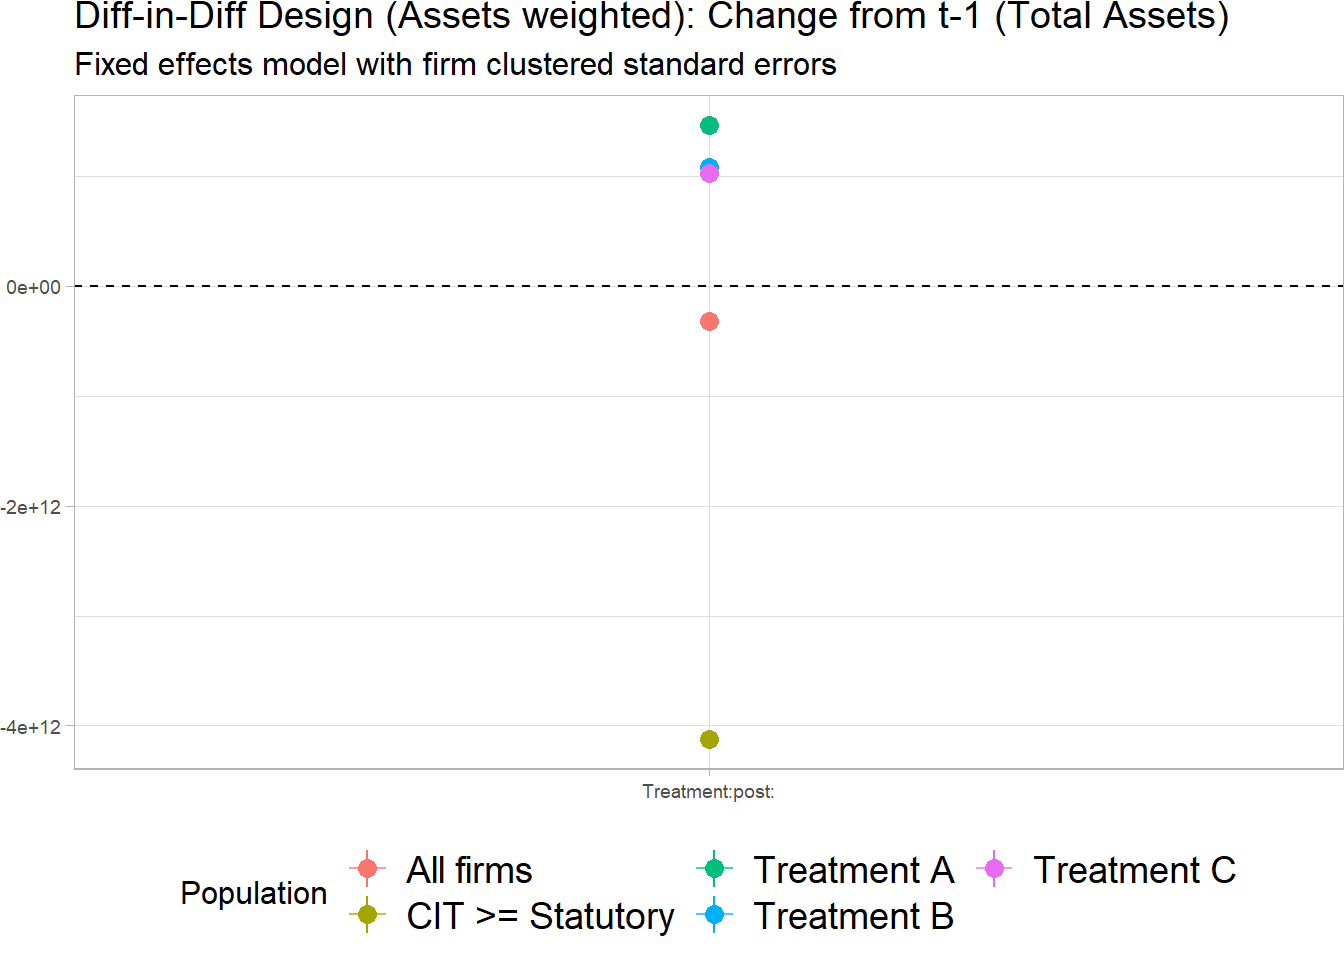 Diff-in-Diff Design (Assets weighted): Change from t-1 (Total Assets)
Fixed effects model with firm clustered standard errors
0e+00
-2e+12
-4e+12
Treatment:post:
Population
All firms
CIT >= Statutory
Treatment A
Treatment B
Treatment C